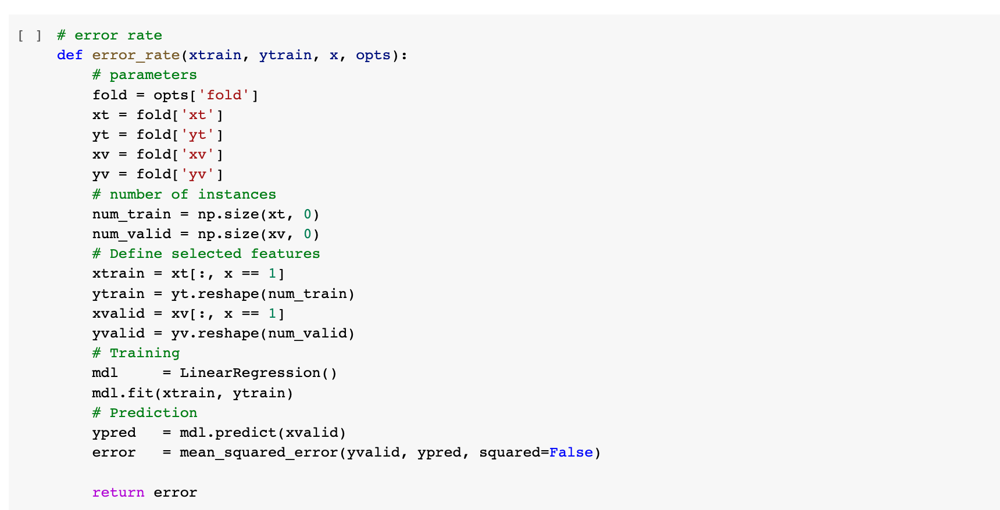 [ ] # error rate
def error_rate(xtrain, ytrain, x, opts):
    # parameters
    fold = opts['fold']
    xt = fold['xt']
    yt = fold['yt']
    xv = fold['xv']
    yv = fold['yv']
    # number of instances
    num_train = np.size(xt, 0)
    num_valid = np.size(xv, 0)
    # Define selected features
    xtrain = xt[:, x == 1]
    ytrain = yt.reshape(num_train)
    xvalid = xv[:, x == 1]
    yvalid = yv.reshape(num_valid)
    # Training
    mdl     = LinearRegression()
    mdl.fit(xtrain, ytrain)
    # Prediction
    ypred   = mdl.predict(xvalid)
    error   = mean_squared_error(yvalid, ypred, squared=False)

    return error